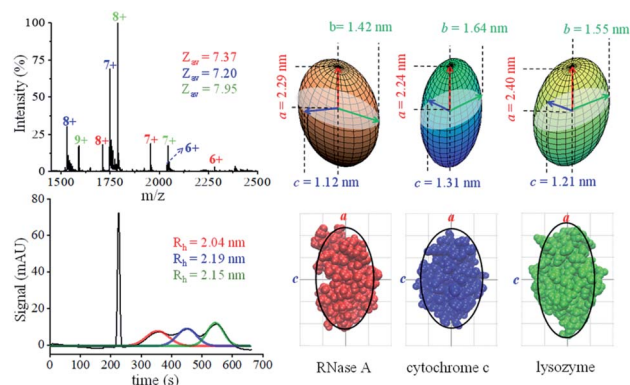 8+
7+
Z_av = 7.37
Z_av = 7.20
Z_av = 7.95
8+
9+
8+
7+
7+
6+
6+
100
75
50
25
0
Intensity (%)
1500
1750
2000
2250
2500
m/z
R_h = 2.04 nm
R_h = 2.19 nm
R_h = 2.15 nm
80
60
40
20
0
Signal (mAU)
0
100
200
300
400
500
600
700
time (s)
b= 1.42 nm
b = 1.64 nm
b = 1.55 nm
a = 2.29 nm
a = 2.24 nm
a = 2.40 nm
c = 1.12 nm
c = 1.31 nm
c = 1.21 nm
a
a
a
c
c
c
RNase A
cytochrome c
lysozyme